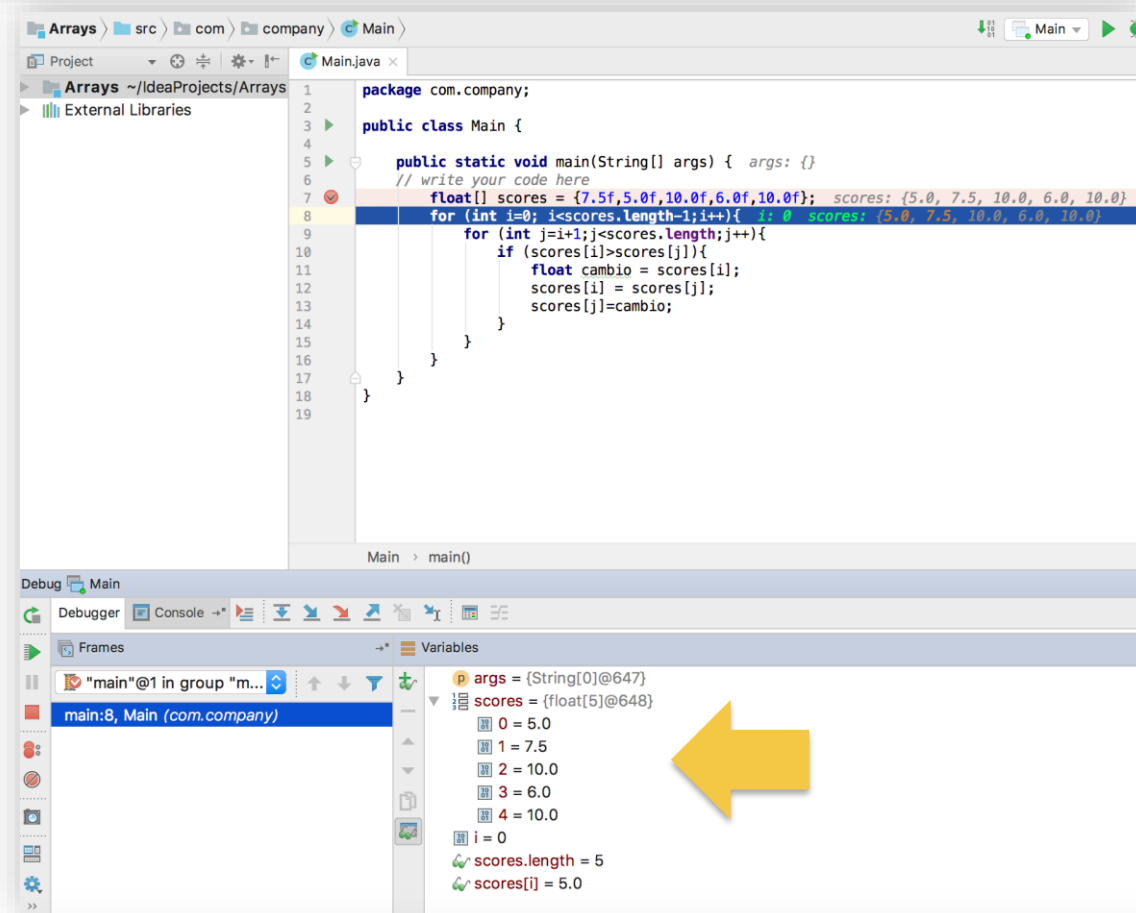 Arrays src com company Main
Main
Project
Main.java
Arrays ~/IdeaProjects/Arrays
External Libraries
1 package com.company;
2
3 public class Main {
4
5 public static void main(String[] args) { args: {}
6 // write your code here
7 float[] scores = {7.5f,5.0f,10.0f,6.0f,10.0f}; scores: {5.0, 7.5, 10.0, 6.0, 10.0}
8 for (int i=0; i<scores.length-1;i++){ i: 0 scores: {5.0, 7.5, 10.0, 6.0, 10.0}
9 for (int j=i+1;j<scores.length;j++){
10 if (scores[i]>scores[j]){
11 float cambio = scores[i];
12 scores[i] = scores[j];
13 scores[j]=cambio;
14 }
15 }
16 }
17 }
18 }
19
Main › main()
Debug Main
Debugger Console
Frames
Variables
"main"@1 in group "m...
main:8, Main (com.company)
args = {String[0]@647}
scores = {float[5]@648}
0 = 5.0
1 = 7.5
2 = 10.0
3 = 6.0
4 = 10.0
i = 0
scores.length = 5
scores[i] = 5.0